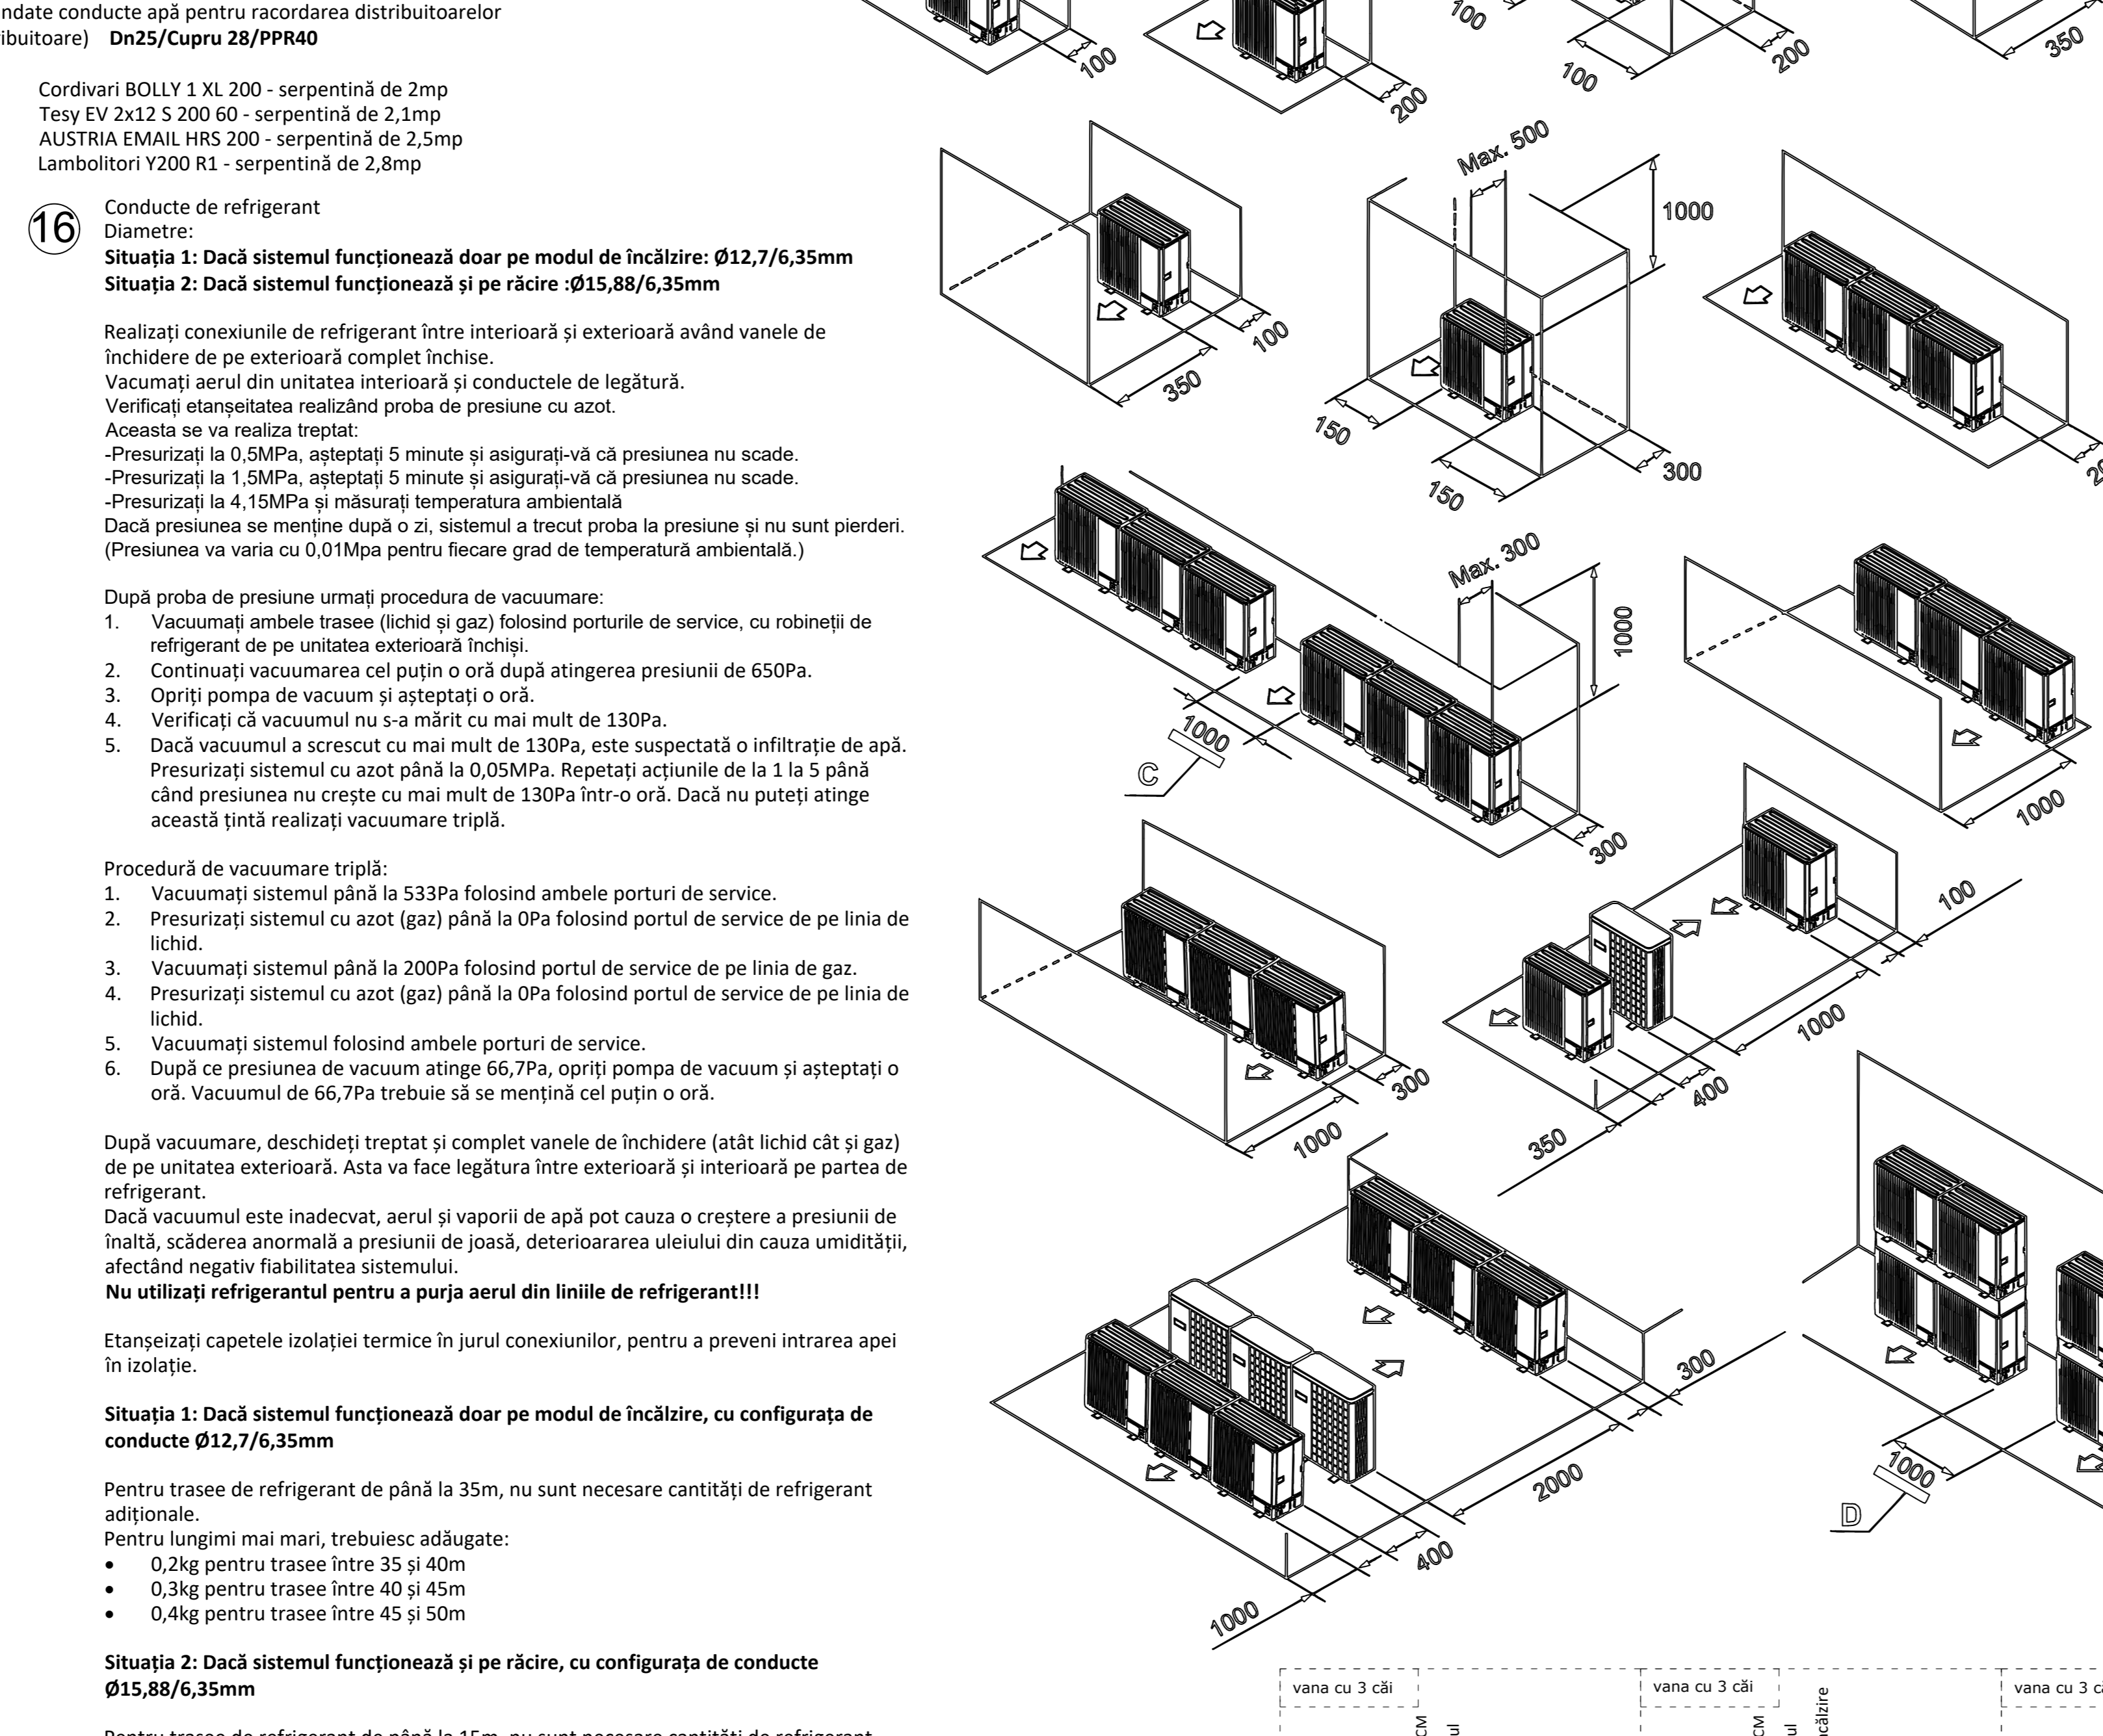 ndate conducte apă pentru racordarea distribuitoarelor
ibuitoare) Dn25/Cupru 28/PPR40
Cordivari BOLLY 1 XL 200 - serpentină de 2mp
Tesy EV 2x12 S 200 60 - serpentină de 2,1mp
AUSTRIA EMAIL HRS 200 - serpentină de 2,5mp
Lambolitori Y200 R1 - serpentină de 2,8mp
16
Conducte de refrigerant
Diametre:
Situația 1: Dacă sistemul funcționează doar pe modul de încălzire: Ø12,7/6,35mm
Situația 2: Dacă sistemul funcționează și pe răcire :Ø15,88/6,35mm
Realizați conexiunile de refrigerant între interioară și exterioară având vanele de
închidere de pe exterioară complet închise.
Vacumați aerul din unitatea interioară și conductele de legătură.
Verificați etanșeitatea realizând proba de presiune cu azot.
Aceasta se va realiza treptat:
-Presurizați la 0,5MPa, așteptați 5 minute și asigurați-vă că presiunea nu scade.
-Presurizați la 1,5MPa, așteptați 5 minute și asigurați-vă că presiunea nu scade.
-Presurizați la 4,15MPa și măsurați temperatura ambientală
Dacă presiunea se menține după o zi, sistemul a trecut proba la presiune și nu sunt pierderi.
(Presiunea va varia cu 0,01Mpa pentru fiecare grad de temperatură ambientală.)
După proba de presiune urmați procedura de vacuumare:
1. Vacuumați ambele trasee (lichid și gaz) folosind porturile de service, cu robineții de
refrigerant de pe unitatea exterioară închiși.
2. Continuați vacuumarea cel puțin o oră după atingerea presiunii de 650Pa.
3. Opriți pompa de vacuum și așteptați o oră.
4. Verificați că vacuumul nu s-a mărit cu mai mult de 130Pa.
5. Dacă vacuumul a screscut cu mai mult de 130Pa, este suspectată o infiltrație de apă.
Presurizați sistemul cu azot până la 0,05MPa. Repetați acțiunile de la 1 la 5 până
când presiunea nu crește cu mai mult de 130Pa într-o oră. Dacă nu puteți atinge
această țintă realizați vacuumare triplă.
Procedură de vacuumare triplă:
1. Vacuumați sistemul până la 533Pa folosind ambele porturi de service.
2. Presurizați sistemul cu azot (gaz) până la 0Pa folosind portul de service de pe linia de
lichid.
3. Vacuumați sistemul până la 200Pa folosind portul de service de pe linia de gaz.
4. Presurizați sistemul cu azot (gaz) până la 0Pa folosind portul de service de pe linia de
lichid.
5. Vacuumați sistemul folosind ambele porturi de service.
6. După ce presiunea de vacuum atinge 66,7Pa, opriți pompa de vacuum și așteptați o
oră. Vacuumul de 66,7Pa trebuie să se mențină cel puțin o oră.
După vacuumare, deschideți treptat și complet vanele de închidere (atât lichid cât și gaz)
de pe unitatea exterioară. Asta va face legătura între exterioară și interioară pe partea de
refrigerant.
Dacă vacuumul este inadecvat, aerul și vaporii de apă pot cauza o creștere a presiunii de
înaltă, scăderea anormală a presiunii de joasă, deterioararea uleiului din cauza umidității,
afectând negativ fiabilitatea sistemului.
Nu utilizați refrigerantul pentru a purja aerul din liniile de refrigerant!!!
Etanșeizați capetele izolației termice în jurul conexiunilor, pentru a preveni intrarea apei
în izolație.
Situația 1: Dacă sistemul funcționează doar pe modul de încălzire, cu configurața de
conducte Ø12,7/6,35mm
Pentru trasee de refrigerant de până la 35m, nu sunt necesare cantități de refrigerant
adiționale.
Pentru lungimi mai mari, trebuiesc adăugate:
• 0,2kg pentru trasee între 35 și 40m
• 0,3kg pentru trasee între 40 și 45m
• 0,4kg pentru trasee între 45 și 50m
Situația 2: Dacă sistemul funcționează și pe răcire, cu configurața de conducte
Ø15,88/6,35mm
Pentru trasee de refrigerant de până la 15m, nu sunt necesare cantități de refrigerant
100
200
100
100
200
350
350
100
Max. 500
1000
150
150
300
Max. 300
1000
1000
C
300
1000
300
1000
100
1000
400
350
300
2000
400
1000
1000
D
vana cu 3 căi
vana cu 3 căi
vana cu 3 c
CM
ul
CM
ul
călzire